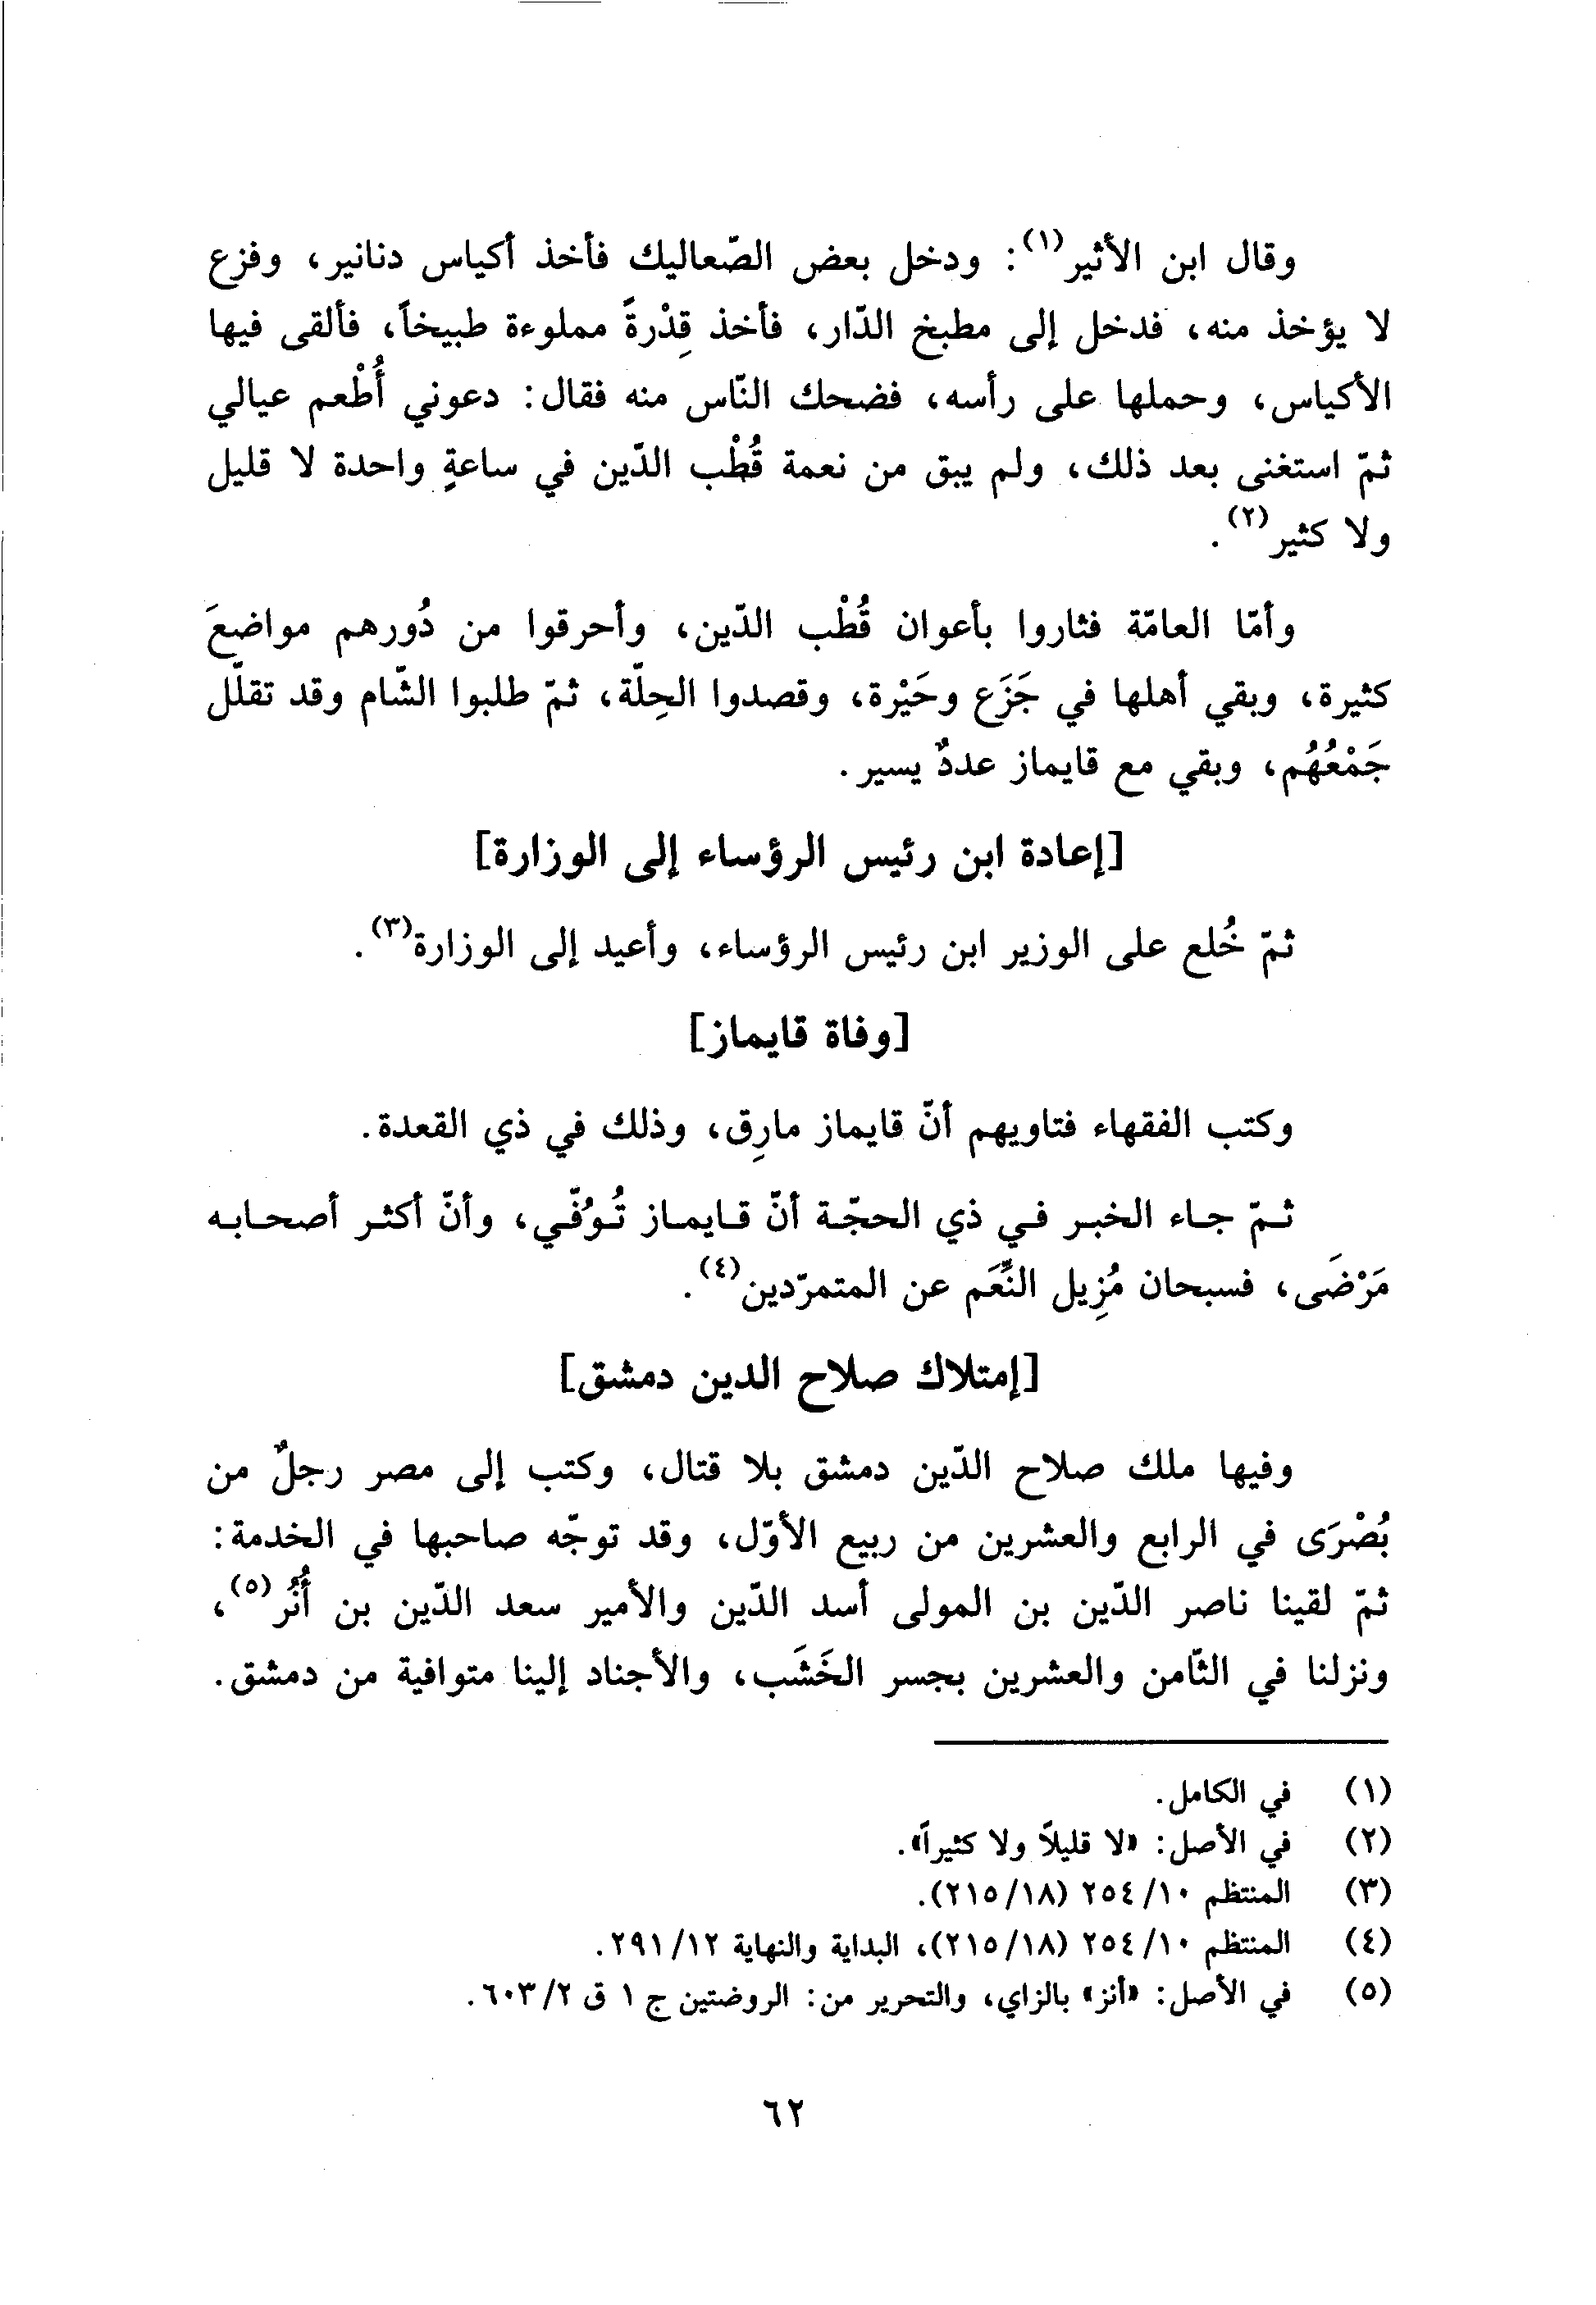 وقال ابن الأثير(١): ودخل بعض الصّعاليك فأخذ أكياس دنانير، وفزع
لا يؤخذ منه، فدخل إلى مطبخ الدّار، فأخذ قِدْرةً مملوءة طبيخاً، فألقى فيها
الأكياس، وحملها على رأسه، فضحك النّاس منه فقال: دعوني أُطْعم عيالي
ثمّ استغنى بعد ذلك، ولم يبق من نعمة قُطْب الدّين في ساعةٍ واحدة لا قليل
ولا كثير(٢).
وأمّا العامّة فثاروا بأعوان قُطْب الدّين، وأحرقوا من دُورهم مواضعَ
كثيرة، وبقي أهلها في جَزَع وحَيْرة، وقصدوا الحِلّة، ثمّ طلبوا الشّام وقد تقلّل
جَمْعُهُم، وبقي مع قايماز عددٌ يسير.
[إعادة ابن رئيس الرؤساء إلى الوزارة]
ثمّ خُلع على الوزير ابن رئيس الرؤساء، وأعيد إلى الوزارة(٣).
[وفاة قايماز]
وكتب الفقهاء فتاويهم أنّ قايماز مارِق، وذلك في ذي القعدة.
ثـمّ جـاء الخبـر فـي ذي الحجّـة أنّ قـايمـاز تُـوُفّـي، وأنّ أكثـر أصحـابـه
مَرْضَى، فسبحان مُزِيل النِّعَم عن المتمرّدين(٤).
[إمتلاك صلاح الدين دمشق]
وفيها ملك صلاح الدّين دمشق بلا قتال، وكتب إلى مصر رجلٌ من
بُصْرَى في الرابع والعشرين من ربيع الأوّل، وقد توجّه صاحبها في الخدمة:
ثمّ لقينا ناصر الدّين بن المولى أسد الدّين والأمير سعد الدّين بن أُنُر(٥)،
ونزلنا في الثّامن والعشرين بجسر الخَشَب، والأجناد إلينا متوافية من دمشق.
(١) في الكامل.
(٢) في الأصل: «لا قليلاً ولا كثيراً».
(٣) المنتظم ١٠/٢٥٤ (١٨/٢١٥).
(٤) المنتظم ١٠/٢٥٤ (١٨/٢١٥)، البداية والنهاية ١٢/٢٩١.
(٥) في الأصل: «أنز» بالزاي، والتحرير من: الروضتين ج ١ ق ٢/٦٠٣.
٦٢